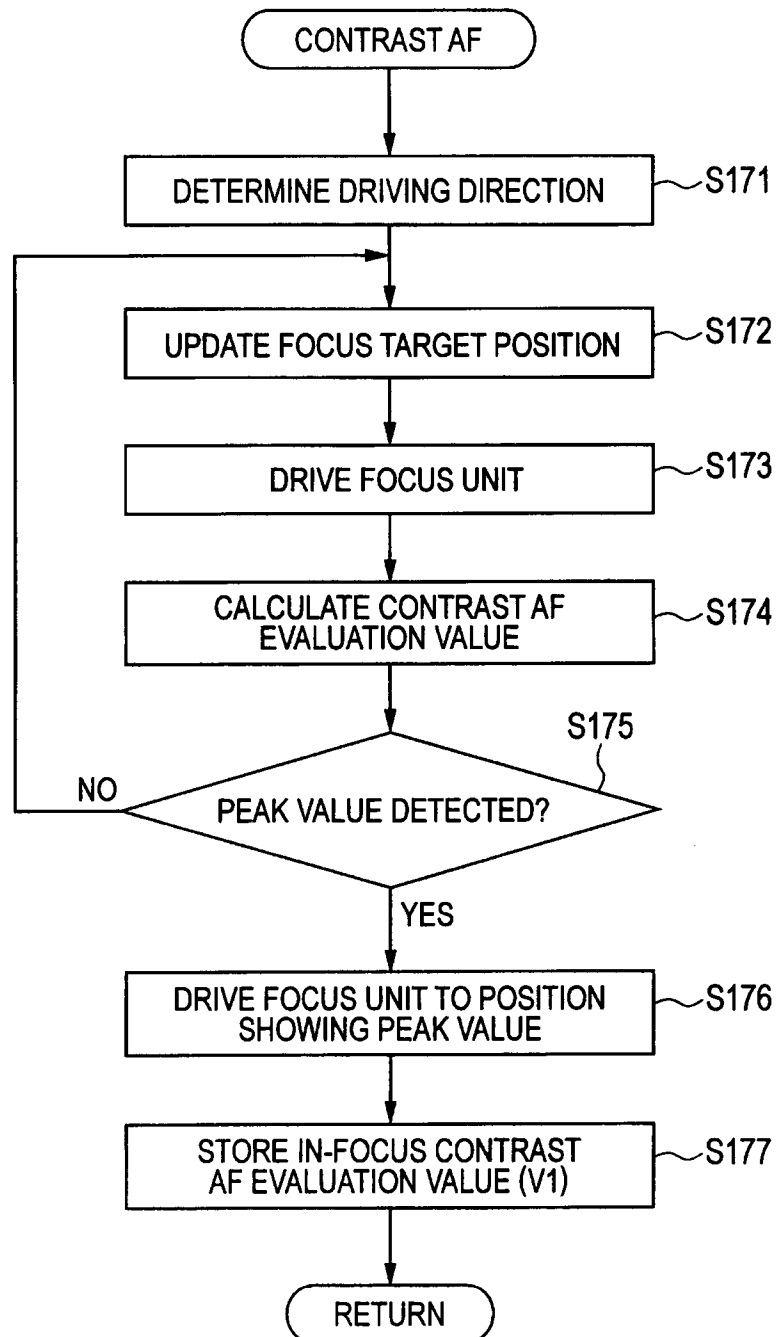 CONTRAST AF
DETERMINE DRIVING DIRECTION
S171
UPDATE FOCUS TARGET POSITION
S172
DRIVE FOCUS UNIT
S173
CALCULATE CONTRAST AF
EVALUATION VALUE
S174
S175
NO
PEAK VALUE DETECTED?
YES
DRIVE FOCUS UNIT TO POSITION
SHOWING PEAK VALUE
S176
STORE IN-FOCUS CONTRAST
AF EVALUATION VALUE (V1)
S177
RETURN